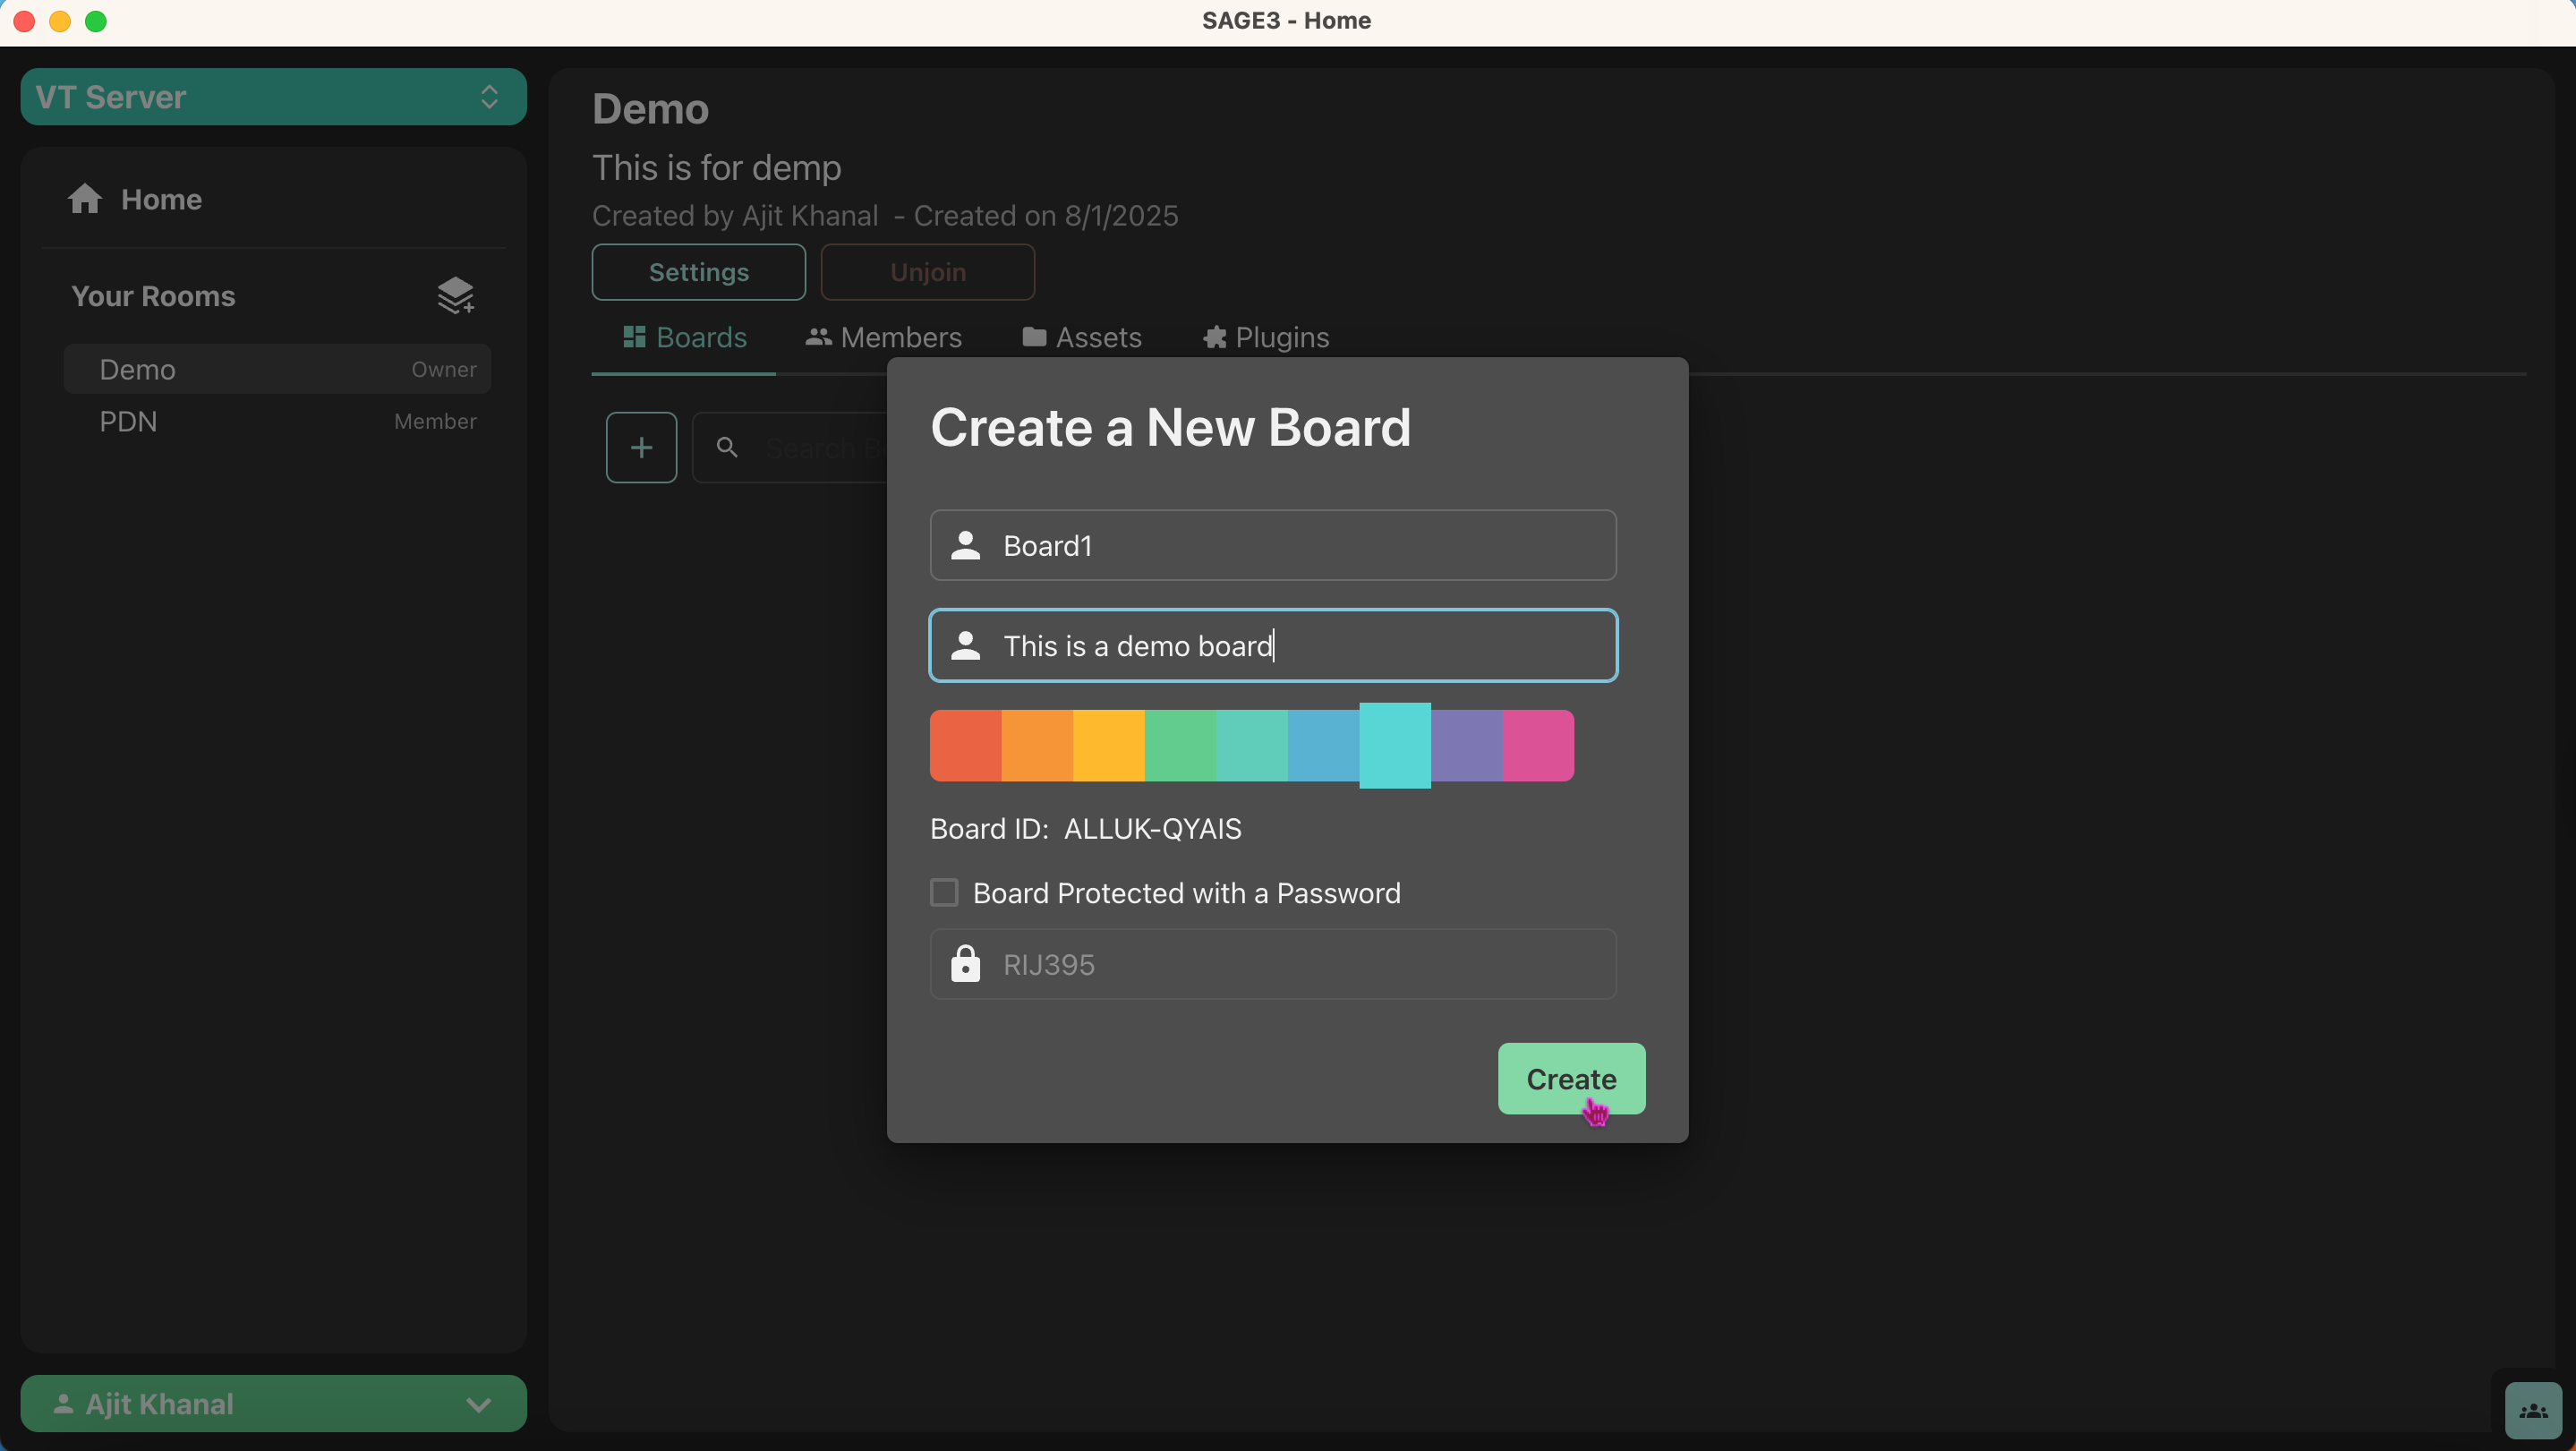 SAGE3 - Home
VT Server
Home
Your Rooms
Demo Owner
PDN Member
Ajit Khanal
Demo
This is for demp
Created by Ajit Khanal - Created on 8/1/2025
Settings Unjoin
Boards Members Assets Plugins
Search B
Create a New Board
Board1
This is a demo board
Board ID: ALLUK-QYAIS
Board Protected with a Password
RIJ395
Create